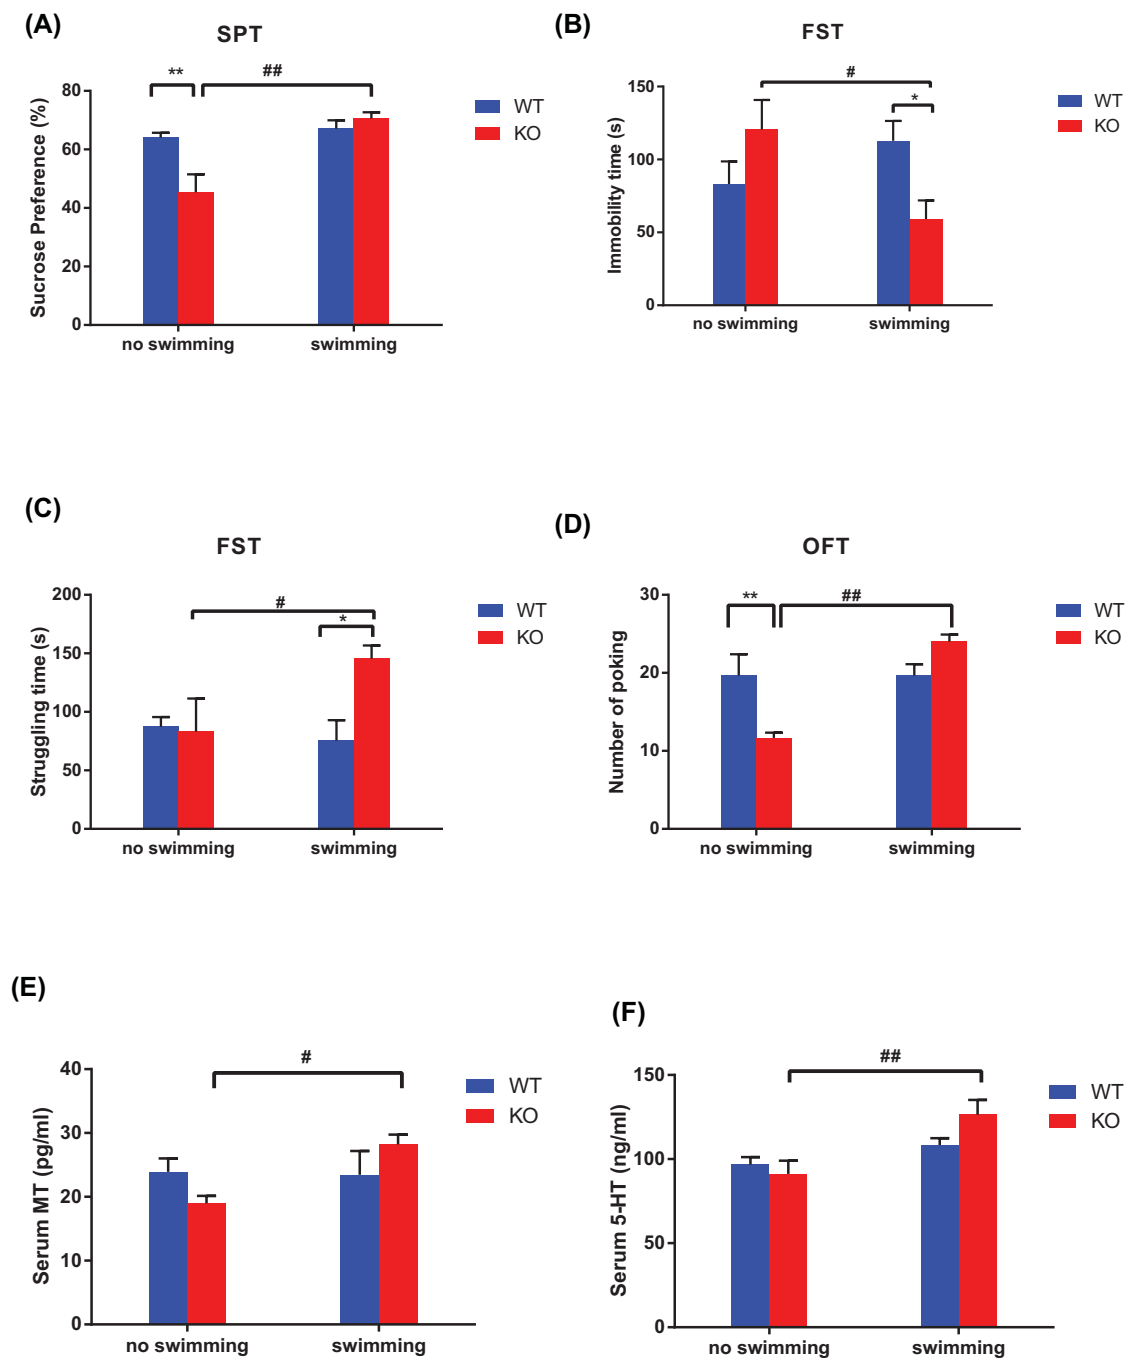 (A)
SPT
**
##
Sucrose Preference (%)
80
60
40
20
0
no swimming
swimming
WT
KO
(B)
FST
#
*
Immobility time (s)
150
100
50
0
no swimming
swimming
WT
KO
(C)
FST
#
*
Struggling time (s)
200
150
100
50
0
no swimming
swimming
WT
KO
(D)
OFT
**
##
Number of poking
30
20
10
0
no swimming
swimming
WT
KO
(E)
#
Serum MT (pg/ml)
40
30
20
10
0
no swimming
swimming
WT
KO
(F)
##
Serum 5-HT (ng/ml)
150
100
50
0
no swimming
swimming
WT
KO